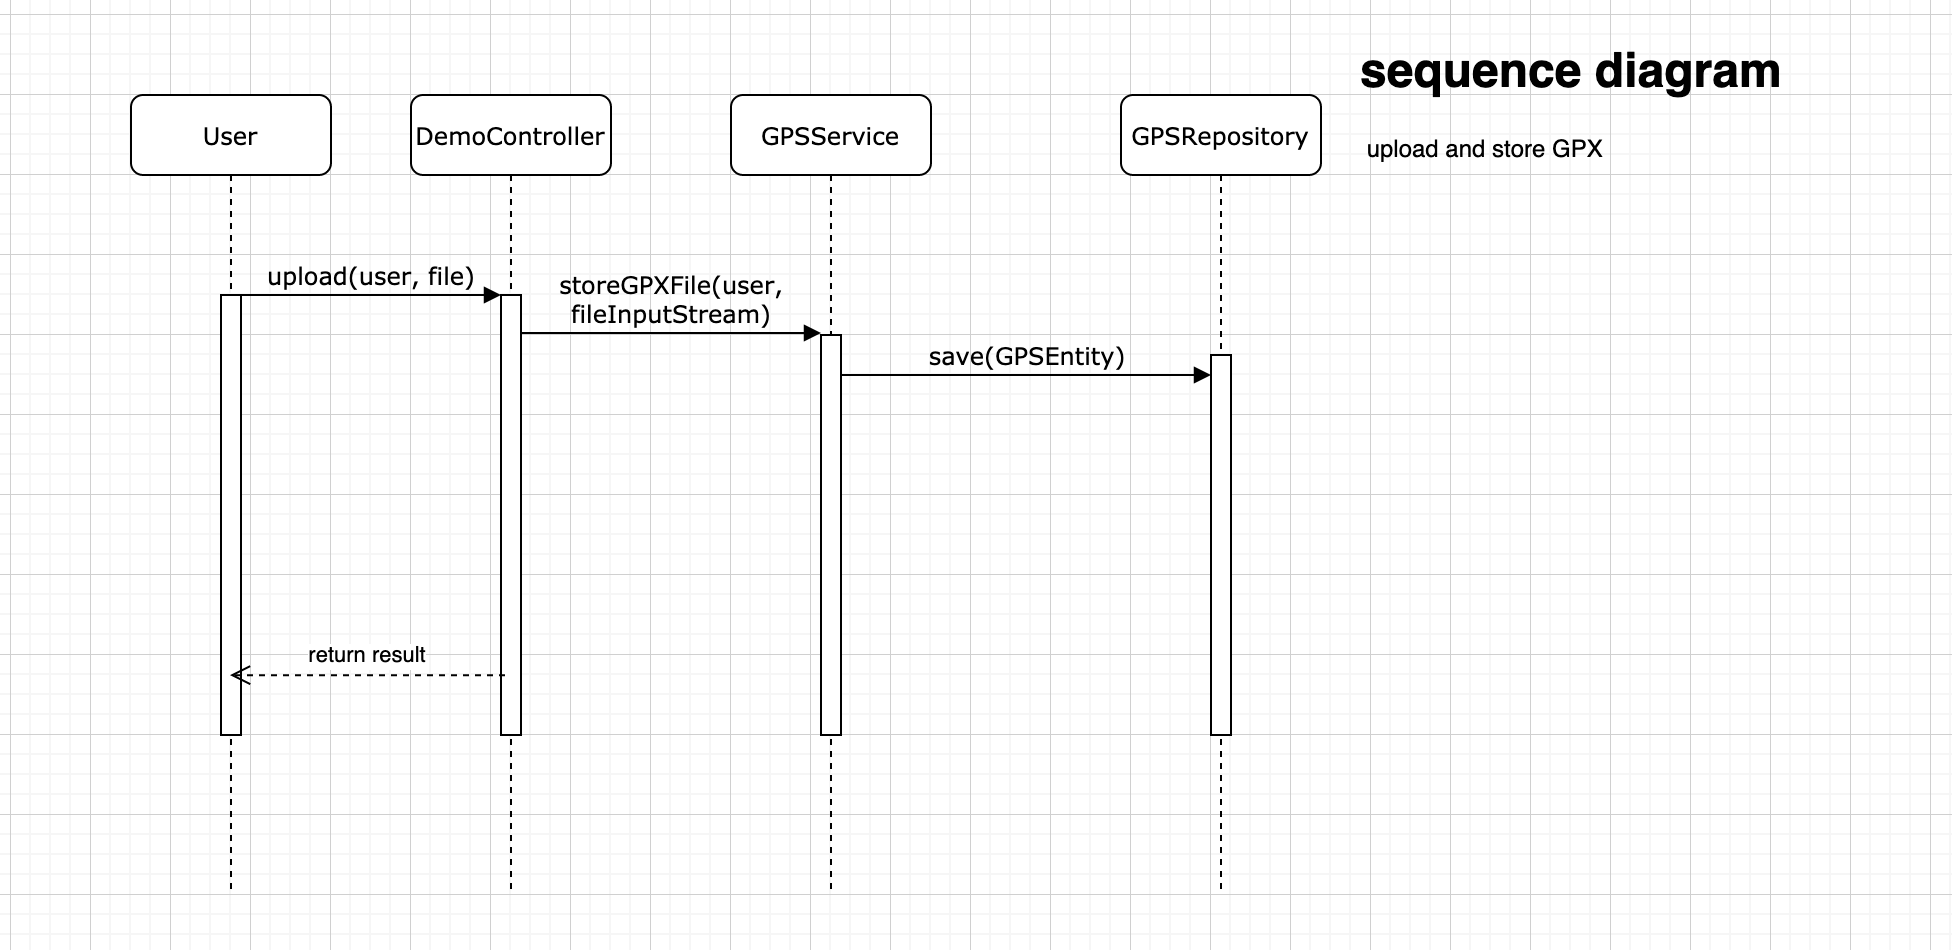 sequence diagram
upload and store GPX
User
DemoController
GPSService
GPSRepository
upload(user, file)
storeGPXFile(user,
fileInputStream)
save(GPSEntity)
return result